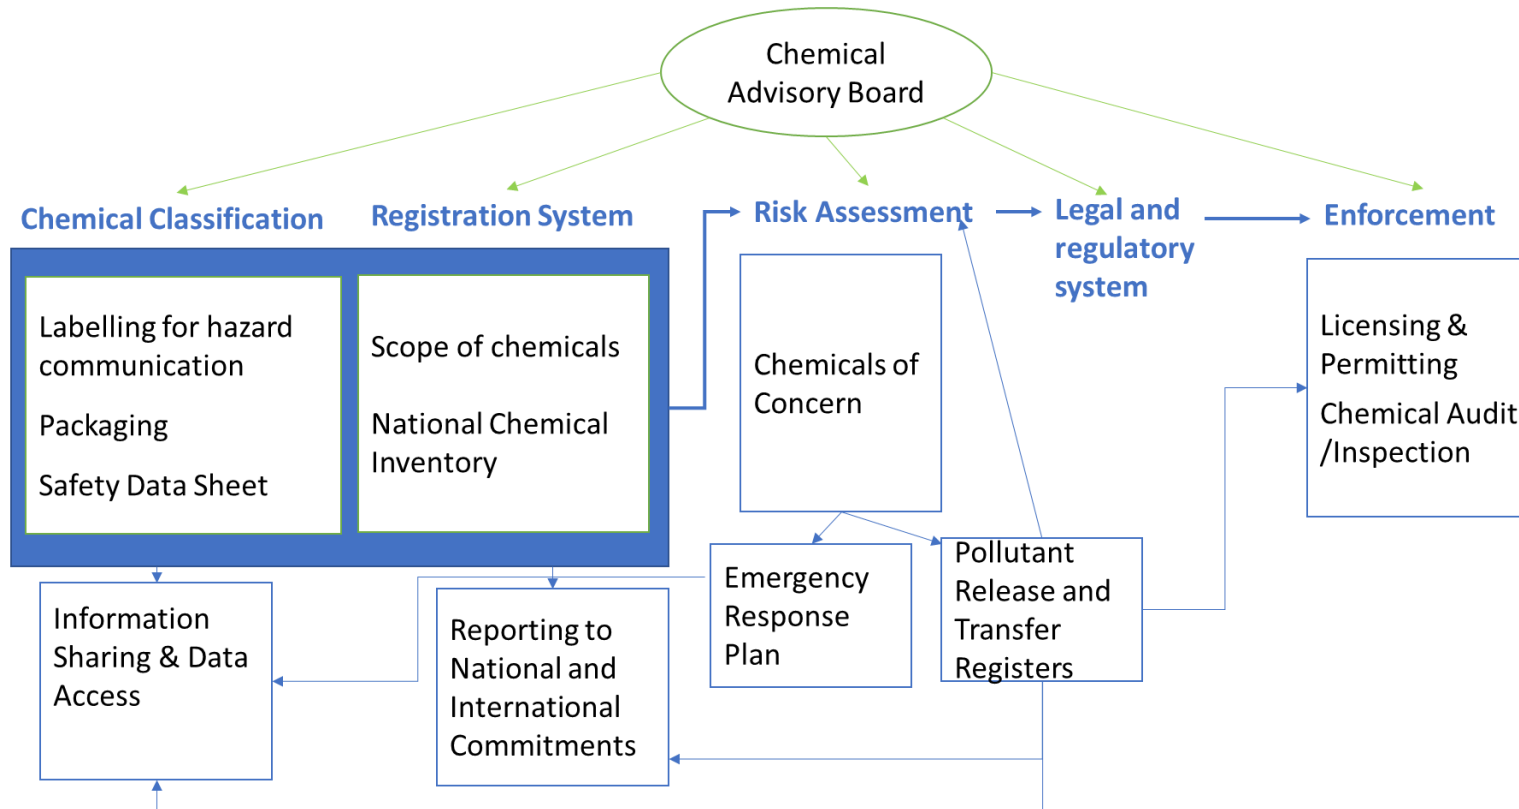 Chemical
Advisory Board
Chemical Classification
Registration System
Risk Assessment
Legal and
regulatory
system
Enforcement
Labelling for hazard
communication
Packaging
Safety Data Sheet
Scope of chemicals
National Chemical
Inventory
Chemicals of
Concern
Licensing &
Permitting
Chemical Audit
/Inspection
Information
Sharing & Data
Access
Reporting to
National and
International
Commitments
Emergency
Response
Plan
Pollutant
Release and
Transfer
Registers